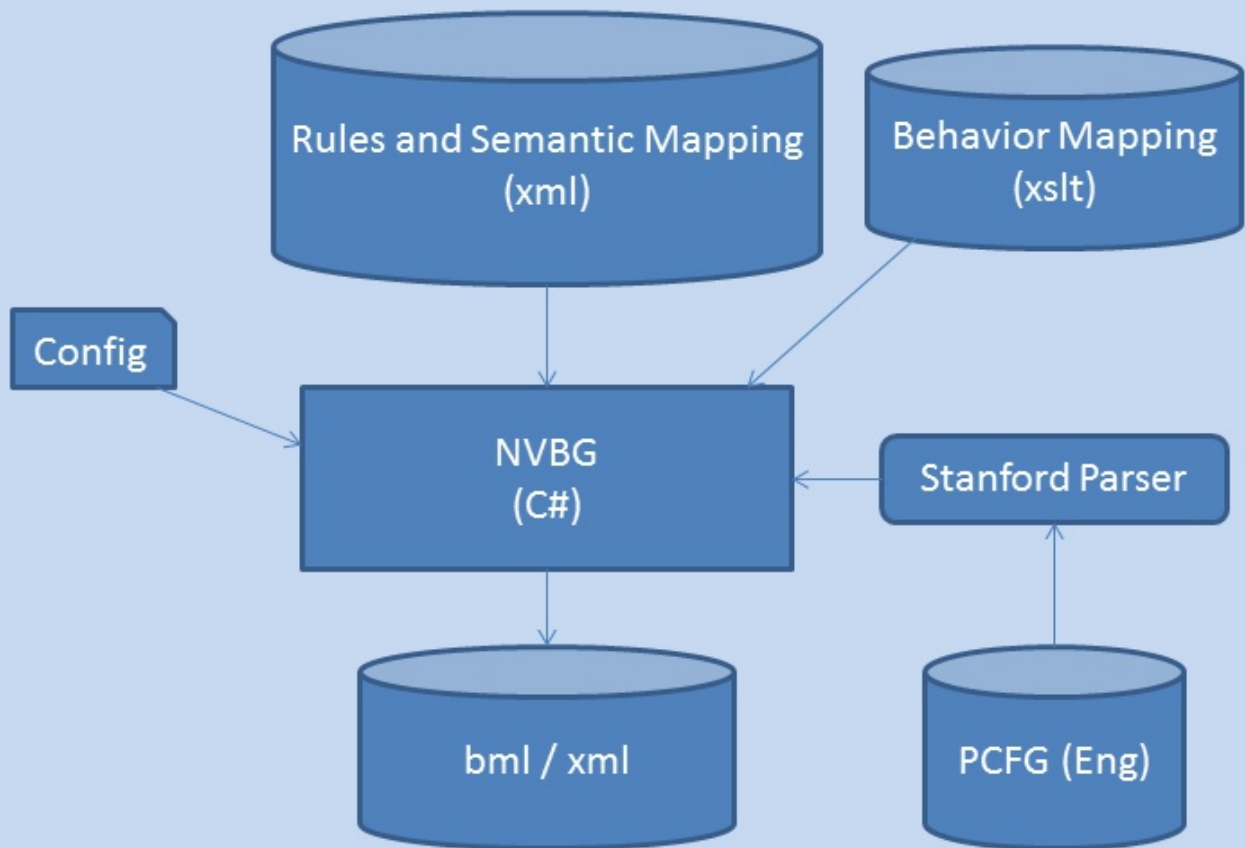 Rules and Semantic Mapping
(xml)
Behavior Mapping
(xslt)
Config
NVBG
(C#)
Stanford Parser
bml / xml
PCFG (Eng)